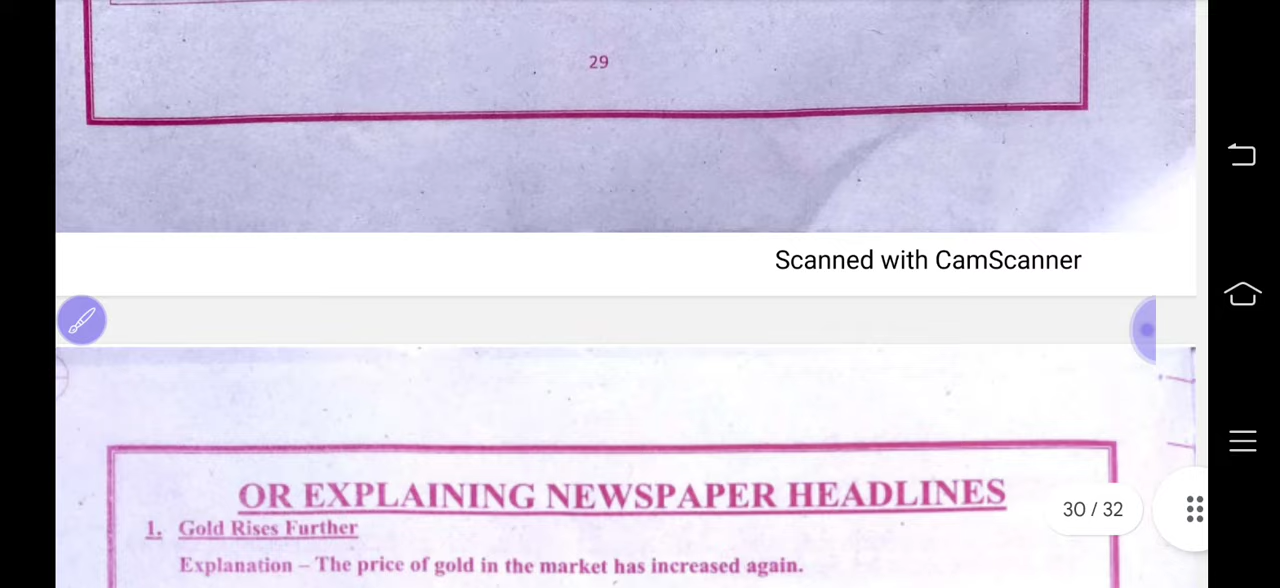 29
Scanned with CamScanner
OR EXPLAINING NEWSPAPER HEADLINES
30 / 32
1. Gold Rises Further
Explanation – The price of gold in the market has increased again.